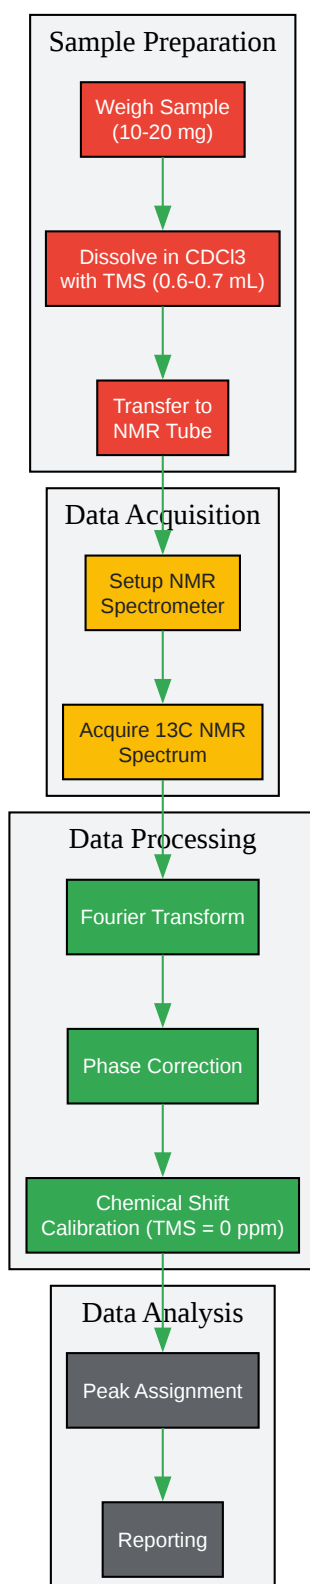 Sample Preparation
Weigh Sample
(10-20 mg)
Dissolve in CDCl3
with TMS (0.6-0.7 mL)
Transfer to
NMR Tube
Data Acquisition
Setup NMR
Spectrometer
Acquire 13C NMR
Spectrum
Data Processing
Fourier Transform
Phase Correction
Chemical Shift
Calibration (TMS = 0 ppm)
Data Analysis
Peak Assignment
Reporting